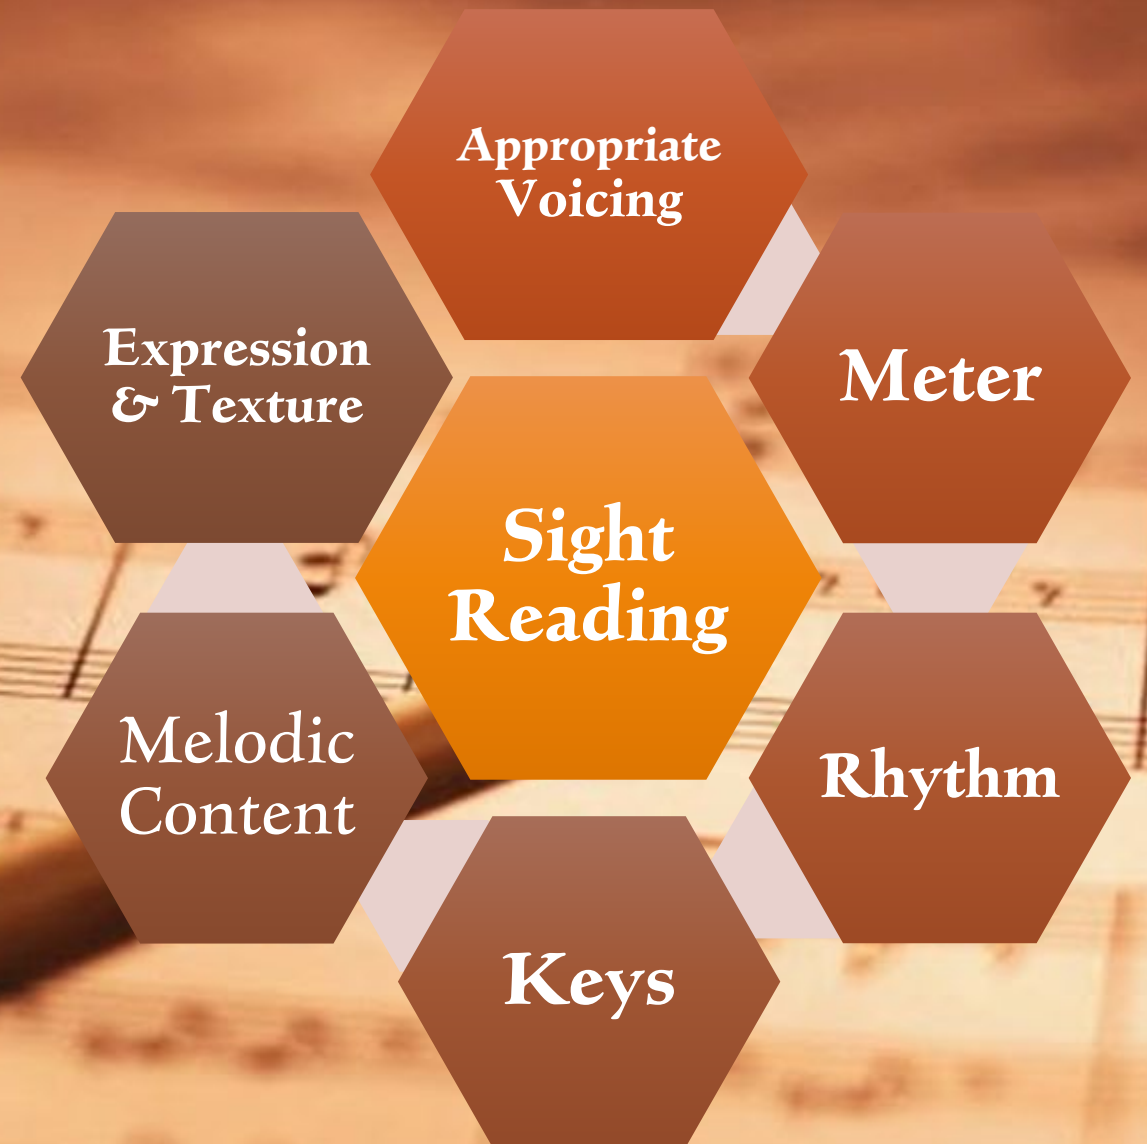 Appropriate
Voicing
Expression
& Texture
Meter
Sight
Reading
Melodic
Content
Rhythm
Keys